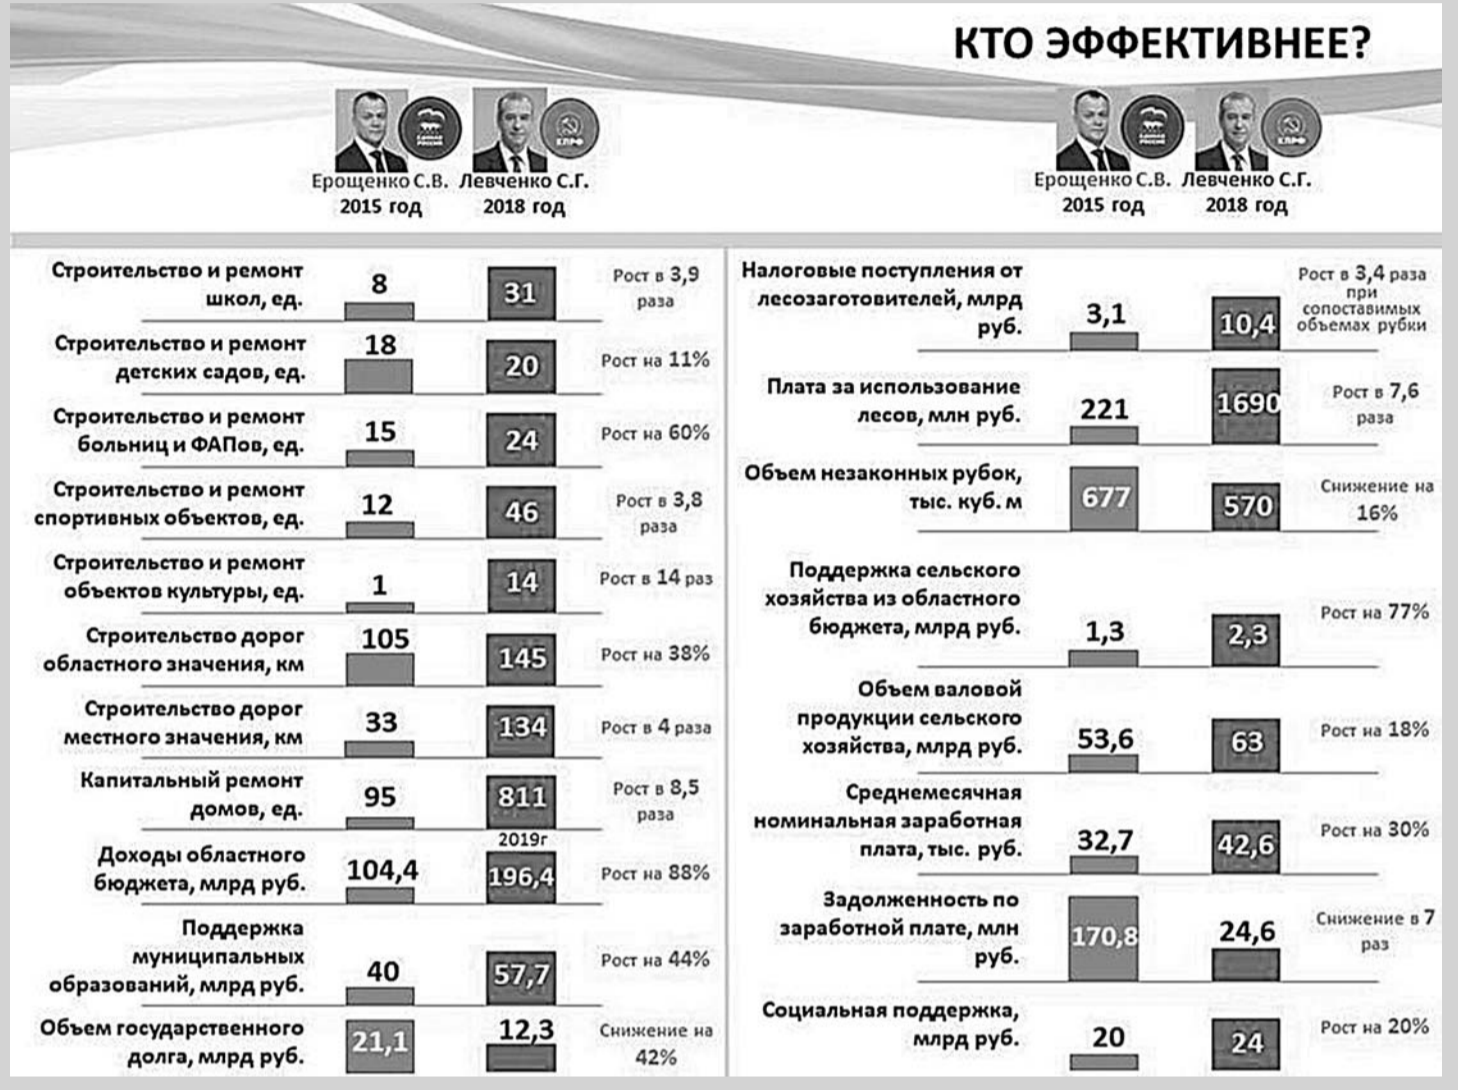 КТО ЭФФЕКТИВНЕЕ?
ЕДИНАЯ
РОССИЯ
КПРФ
Ерощенко С.В. Левченко С.Г.
2015 год 2018 год
ЕДИНАЯ
РОССИЯ
КПРФ
Ерощенко С.В. Левченко С.Г.
2015 год 2018 год
Строительство и ремонт
школ, ед.
8
31
Рост в 3,9
раза
Строительство и ремонт
детских садов, ед.
18
20
Рост на 11%
Строительство и ремонт
больниц и ФАПов, ед.
15
24
Рост на 60%
Строительство и ремонт
спортивных объектов, ед.
12
46
Рост в 3,8
раза
Строительство и ремонт
объектов культуры, ед.
1
14
Рост в 14 раз
Строительство дорог
областного значения, км
105
145
Рост на 38%
Строительство дорог
местного значения, км
33
134
Рост в 4 раза
Капитальный ремонт
домов, ед.
95
811
Рост в 8,5
раза
2019г
Доходы областного
бюджета, млрд руб.
104,4
196,4
Рост на 88%
Поддержка
муниципальных
образований, млрд руб.
40
57,7
Рост на 44%
Объем государственного
долга, млрд руб.
21,1
12,3
Снижение на
42%
Налоговые поступления от
лесозаготовителей, млрд
руб.
3,1
10,4
Рост в 3,4 раза
при
сопоставимых
объемах рубки
Плата за использование
лесов, млн руб.
221
1690
Рост в 7,6
раза
Объем незаконных рубок,
тыс. куб. м
677
570
Снижение на
16%
Поддержка сельского
хозяйства из областного
бюджета, млрд руб.
1,3
2,3
Рост на 77%
Объем валовой
продукции сельского
хозяйства, млрд руб.
53,6
63
Рост на 18%
Среднемесячная
номинальная заработная
плата, тыс. руб.
32,7
42,6
Рост на 30%
Задолженность по
заработной плате, млн
руб.
170,8
24,6
Снижение в 7
раз
Социальная поддержка,
млрд руб.
20
24
Рост на 20%